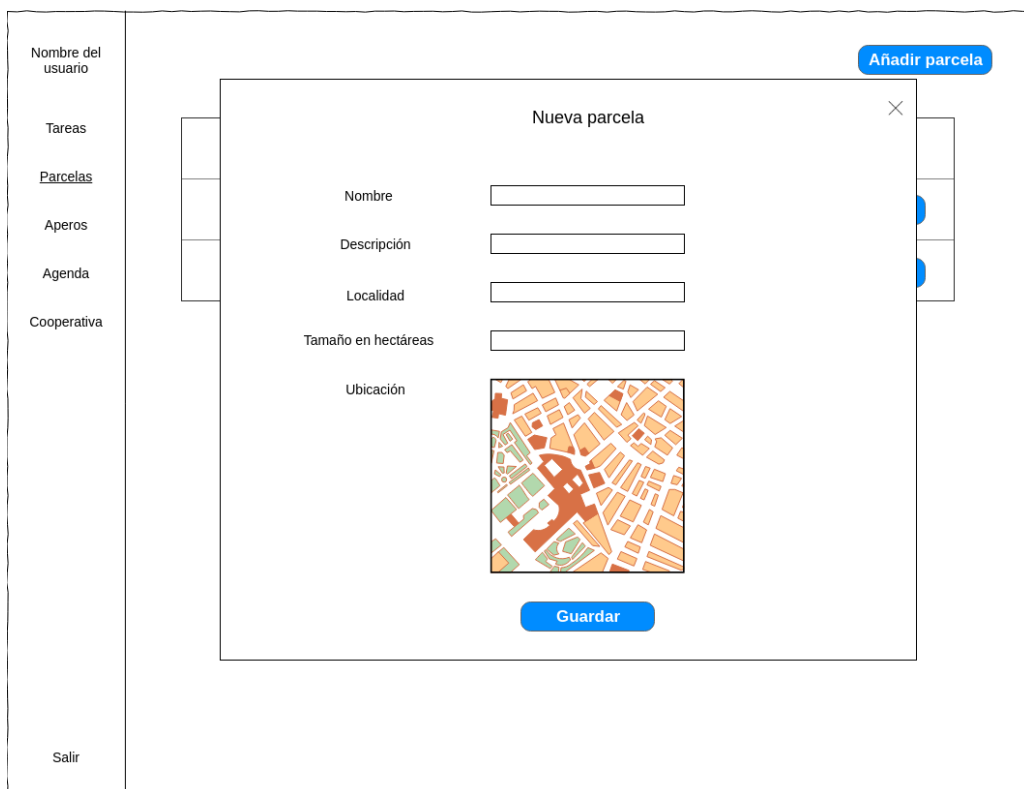 Nombre del
usuario
Tareas
Parcelas
Aperos
Agenda
Cooperativa
Salir
Añadir parcela
Nueva parcela
Nombre
Descripción
Localidad
Tamaño en hectáreas
Ubicación
Guardar